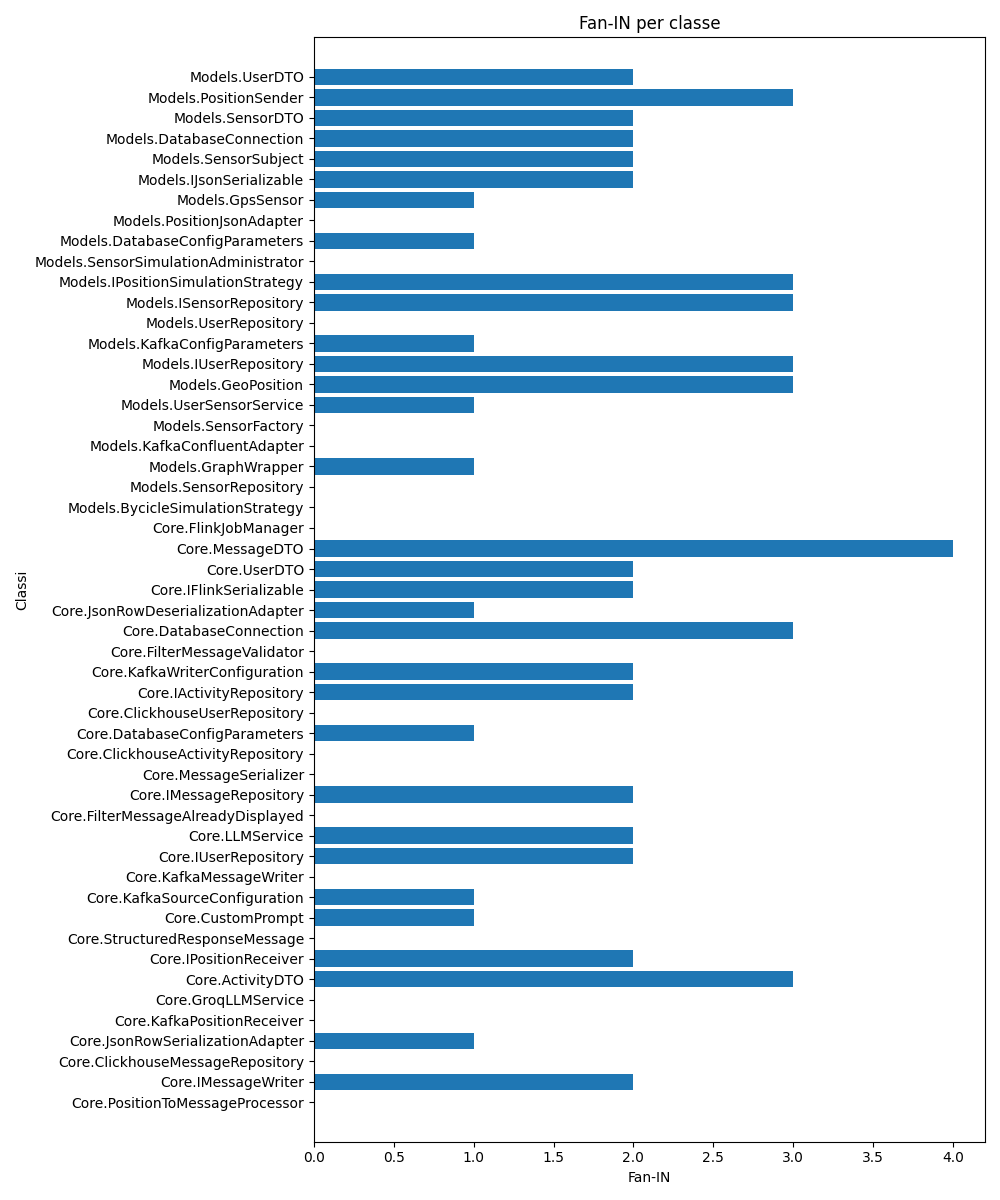 Fan-IN per classe
Models.UserDTO
Models.PositionSender
Models.SensorDTO
Models.DatabaseConnection
Models.SensorSubject
Models.IJsonSerializable
Models.GpsSensor
Models.PositionJsonAdapter
Models.DatabaseConfigParameters
Models.SensorSimulationAdministrator
Models.IPositionSimulationStrategy
Models.ISensorRepository
Models.UserRepository
Models.KafkaConfigParameters
Models.IUserRepository
Models.GeoPosition
Models.UserSensorService
Models.SensorFactory
Models.KafkaConfluentAdapter
Models.GraphWrapper
Models.SensorRepository
Models.BycicleSimulationStrategy
Core.FlinkJobManager
Core.MessageDTO
Core.UserDTO
Core.IFlinkSerializable
Core.JsonRowDeserializationAdapter
Core.DatabaseConnection
Core.FilterMessageValidator
Core.KafkaWriterConfiguration
Core.IActivityRepository
Core.ClickhouseUserRepository
Core.DatabaseConfigParameters
Core.ClickhouseActivityRepository
Core.MessageSerializer
Core.IMessageRepository
Core.FilterMessageAlreadyDisplayed
Core.LLMService
Core.IUserRepository
Core.KafkaMessageWriter
Core.KafkaSourceConfiguration
Core.CustomPrompt
Core.StructuredResponseMessage
Core.IPositionReceiver
Core.ActivityDTO
Core.GroqLLMService
Core.KafkaPositionReceiver
Core.JsonRowSerializationAdapter
Core.ClickhouseMessageRepository
Core.IMessageWriter
Core.PositionToMessageProcessor
Classi
0.0 0.5 1.0 1.5 2.0 2.5 3.0 3.5 4.0
Fan-IN